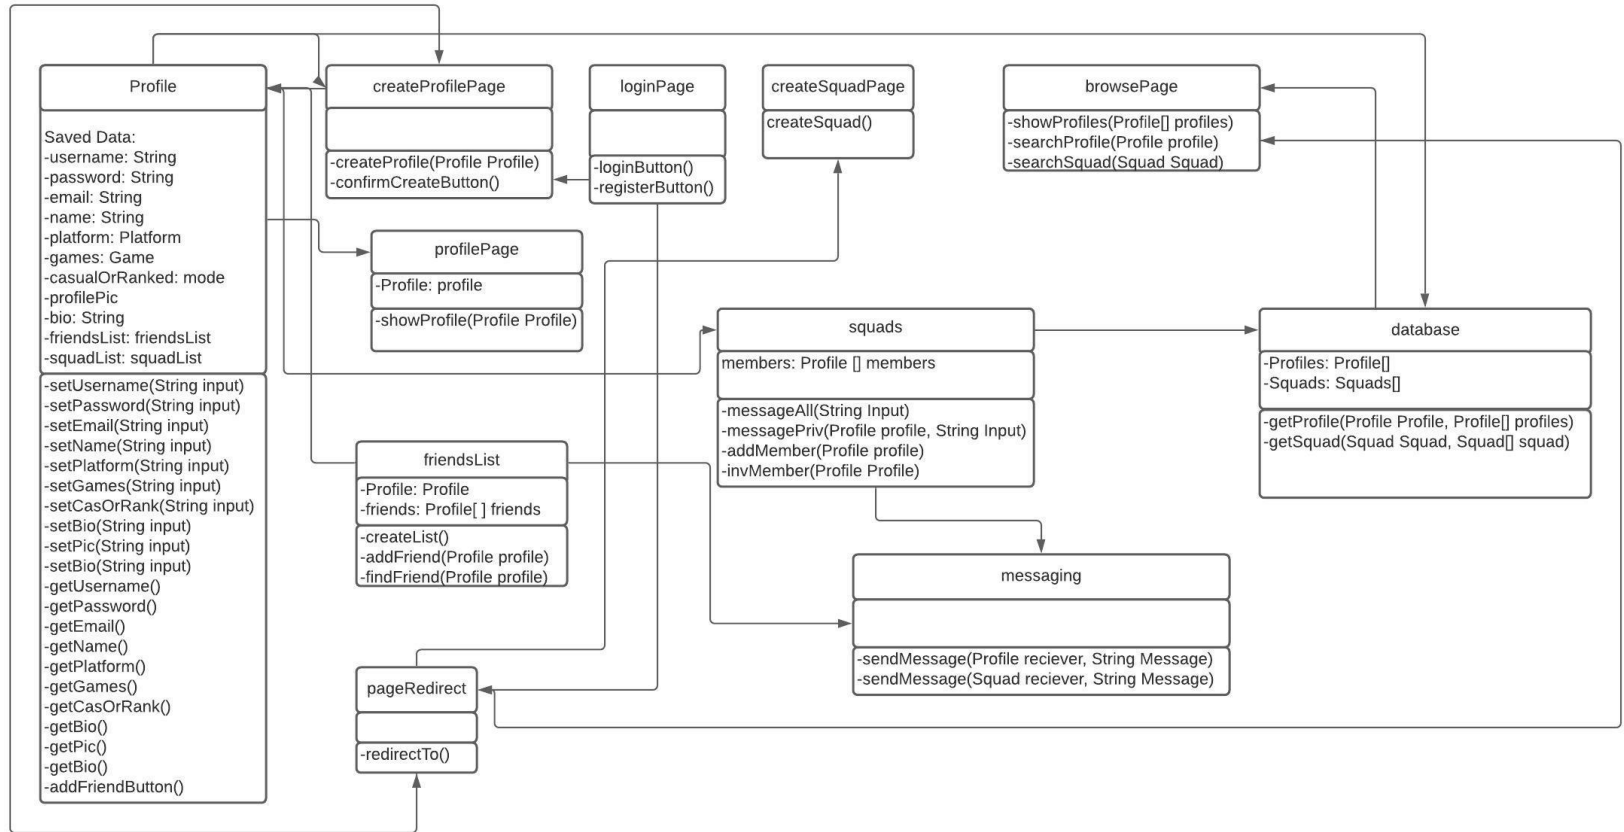 Profile
Saved Data:
-username: String
-password: String
-email: String
-name: String
-platform: Platform
-games: Game
-casualOrRanked: mode
-profilePic
-bio: String
-friendsList: friendsList
-squadList: squadList
-setUsername(String input)
-setPassword(String input)
-setEmail(String input)
-setName(String input)
-setPlatform(String input)
-setGames(String input)
-setCasOrRank(String input)
-setBio(String input)
-setPic(String input)
-setBio(String input)
-getUsername()
-getPassword()
-getEmail()
-getName()
-getPlatform()
-getGames()
-getCasOrRank()
-getBio()
-getPic()
-getBio()
-addFriendButton()
createProfilePage
-createProfile(Profile Profile)
-confirmCreateButton()
loginPage
-loginButton()
-registerButton()
createSquadPage
createSquad()
browsePage
-showProfiles(Profile[] profiles)
-searchProfile(Profile profile)
-searchSquad(Squad Squad)
profilePage
-Profile: profile
-showProfile(Profile Profile)
squads
members: Profile [] members
-messageAll(String Input)
-messagePriv(Profile profile, String Input)
-addMember(Profile profile)
-invMember(Profile Profile)
database
-Profiles: Profile[]
-Squads: Squads[]
-getProfile(Profile Profile, Profile[] profiles)
-getSquad(Squad Squad, Squad[] squad)
friendsList
-Profile: Profile
-friends: Profile[ ] friends
-createList()
-addFriend(Profile profile)
-findFriend(Profile profile)
messaging
-sendMessage(Profile reciever, String Message)
-sendMessage(Squad reciever, String Message)
pageRedirect
-redirectTo()